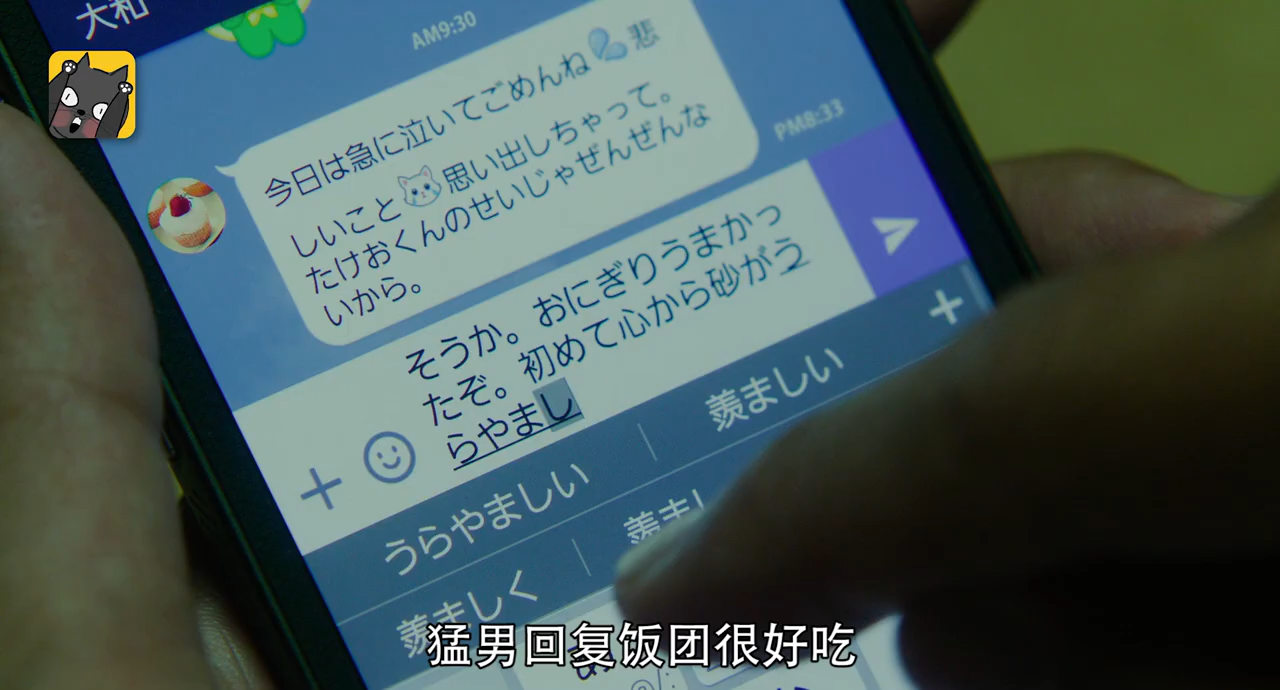 大和
AM9:30
今日は急に泣いてごめんね💦悲
しいこと🐱思い出しちゃって。
たけおくんのせいじゃぜんぜんな
いから。
PM8:33
そうか。おにぎりうまかっ
たぞ。初めて心から砂がう
らやまし
うらやましい
羨ましい
羨ましく
羨まし
猛男回复饭团很好吃